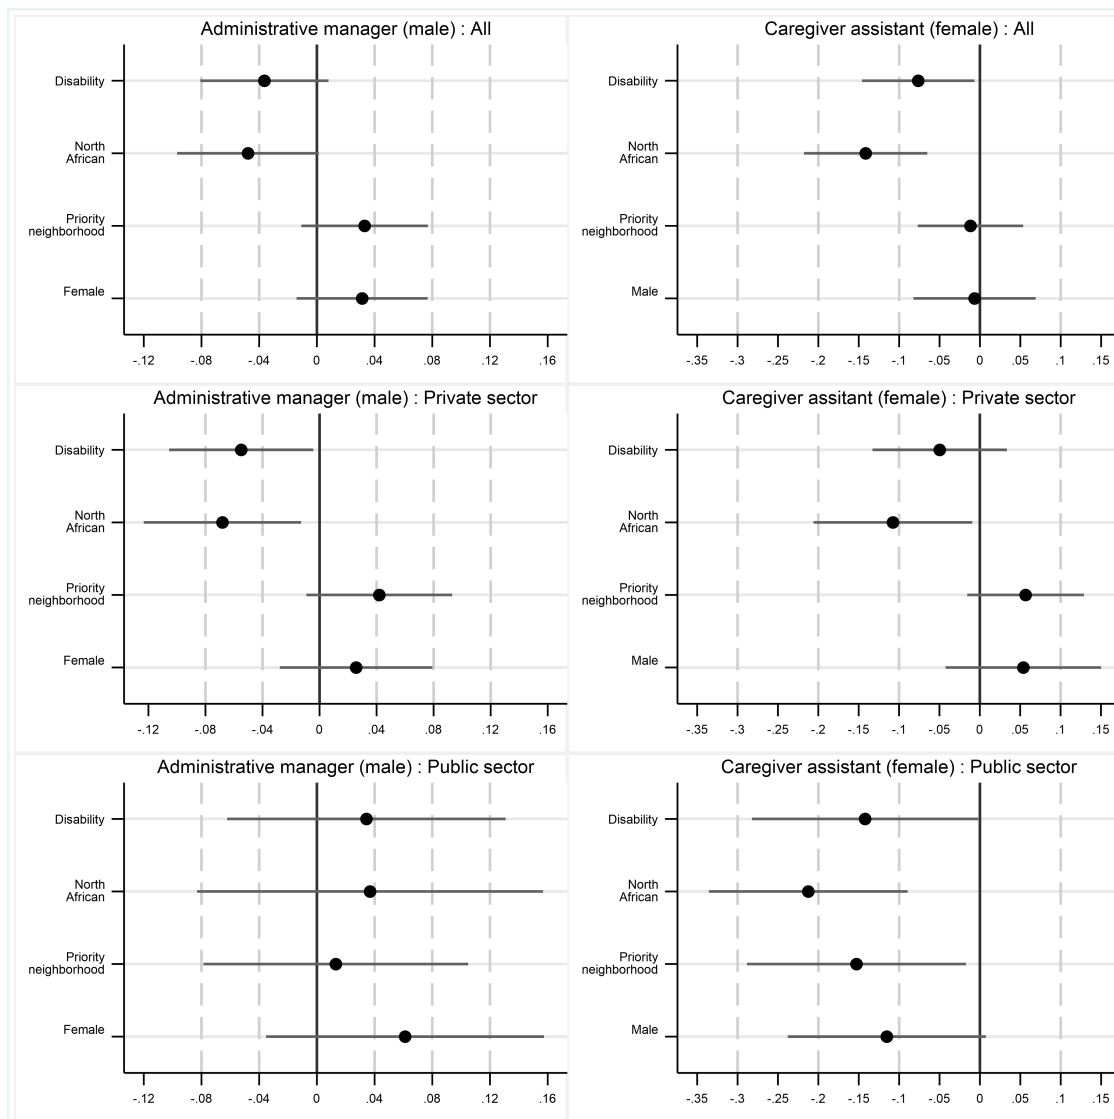 Administrative manager (male) : All
Disability
North
African
Priority
neighborhood
Female
-.12 -.08 -.04 0 .04 .08 .12 .16
Caregiver assistant (female) : All
Disability
North
African
Priority
neighborhood
Male
-.35 -.3 -.25 -.2 -.15 -.1 -.05 0 .05 .1 .15
Administrative manager (male) : Private sector
Disability
North
African
Priority
neighborhood
Female
-.12 -.08 -.04 0 .04 .08 .12 .16
Caregiver assitant (female) : Private sector
Disability
North
African
Priority
neighborhood
Male
-.35 -.3 -.25 -.2 -.15 -.1 -.05 0 .05 .1 .15
Administrative manager (male) : Public sector
Disability
North
African
Priority
neighborhood
Female
-.12 -.08 -.04 0 .04 .08 .12 .16
Caregiver assistant (female) : Public sector
Disability
North
African
Priority
neighborhood
Male
-.35 -.3 -.25 -.2 -.15 -.1 -.05 0 .05 .1 .15